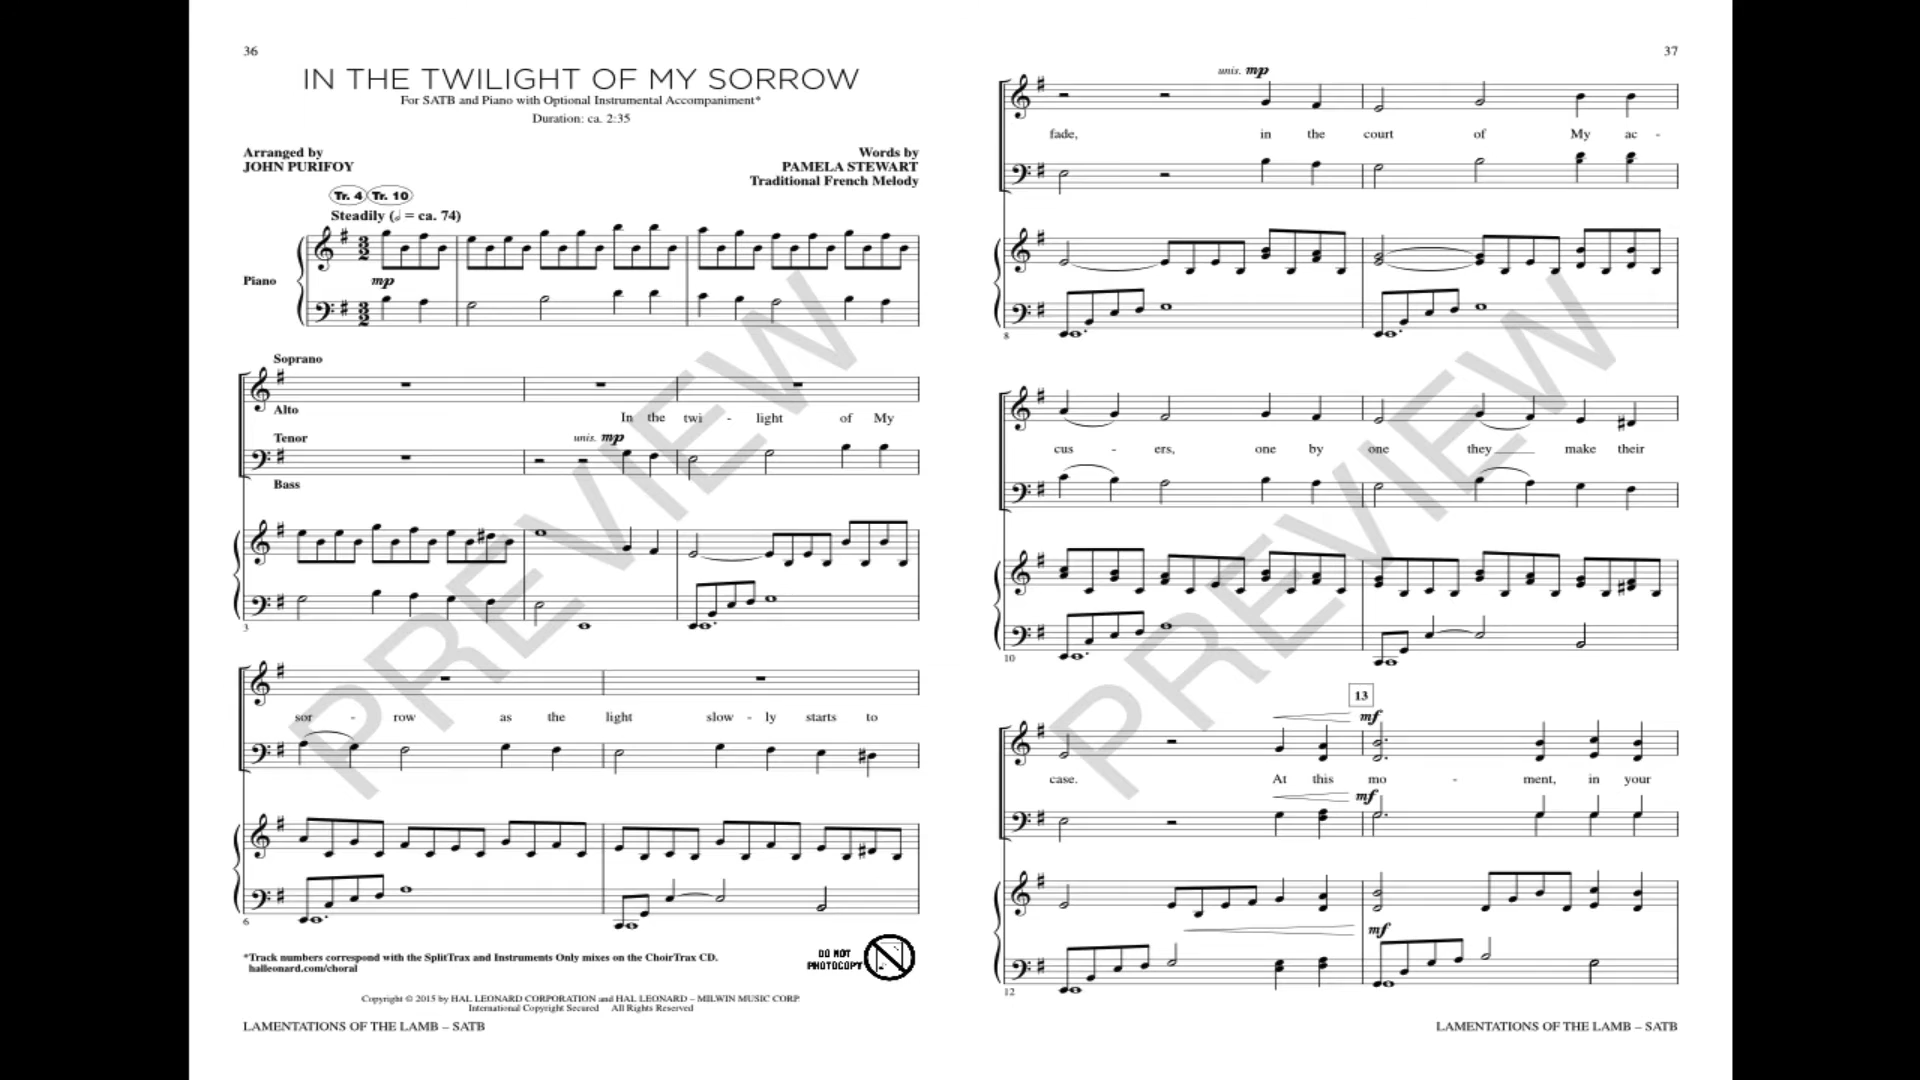 36
IN THE TWILIGHT OF MY SORROW
For SATB and Piano with Optional Instrumental Accompaniment*
Duration: ca. 2:35
Arranged by
JOHN PURIFOY
Words by
PAMELA STEWART
Traditional French Melody
Tr. 4 Tr. 10
Steadily (𝅗𝅥 = ca. 74)
3
2
Piano
mp
3
2
Soprano
Alto
In the twi - light of My
Tenor
unis. mp
Bass
3
sor - row as the light slow - ly starts to
6
*Track numbers correspond with the SplitTrax and Instruments Only mixes on the ChoirTrax CD.
halleonard.com/choral
DO NOT
PHOTOCOPY
Copyright © 2015 by HAL LEONARD CORPORATION and HAL LEONARD – MILWIN MUSIC CORP.
International Copyright Secured All Rights Reserved
LAMENTATIONS OF THE LAMB – SATB
PREVIEW
37
unis. mp
fade, in the court of My ac -
8
cus - ers, one by one they make their
10
13
mf
case. At this mo - ment, in your
mf
mf
12
LAMENTATIONS OF THE LAMB – SATB
PREVIEW